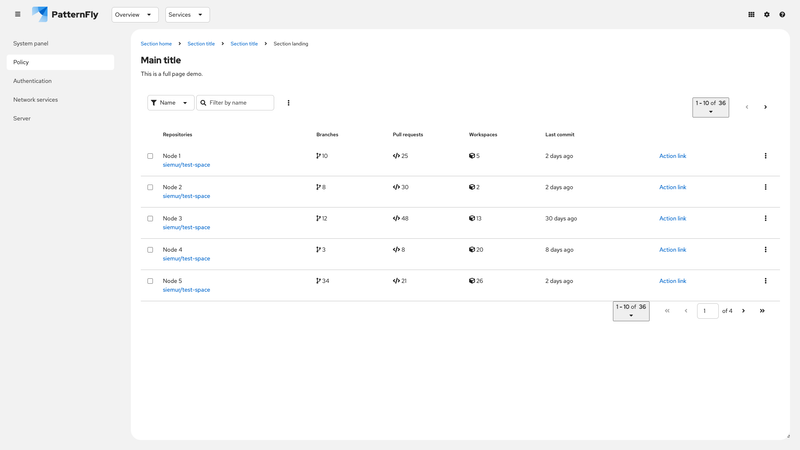 PatternFly Overview Services
System panel
Policy
Authentication
Network services
Server
Section home Section title Section title Section landing
Main title
This is a full page demo.
Name Filter by name 1 - 10 of 36
Repositories Branches Pull requests Workspaces Last commit
Node 1 10 25 5 2 days ago Action link
siemur/test-space
Node 2 8 30 2 2 days ago Action link
siemur/test-space
Node 3 12 48 13 30 days ago Action link
siemur/test-space
Node 4 3 8 20 8 days ago Action link
siemur/test-space
Node 5 34 21 26 2 days ago Action link
siemur/test-space
1 - 10 of 36 1 of 4